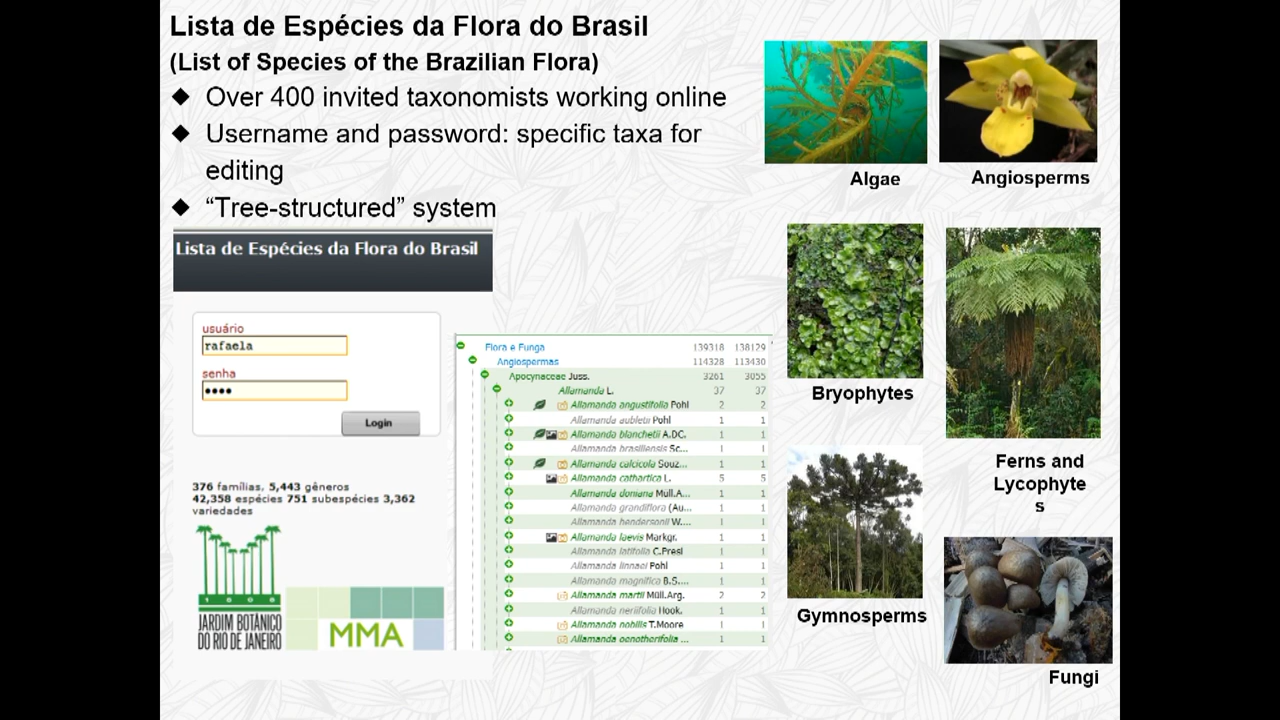 Lista de Espécies da Flora do Brasil
(List of Species of the Brazilian Flora)
Over 400 invited taxonomists working online
Username and password: specific taxa for
editing
“Tree-structured” system
Lista de Espécies da Flora do Brasil
usuário
rafaela
senha
Login
376 famílias, 5,443 gêneros
42,358 espécies 751 subespécies 3,362
variedades
1808
JARDIM BOTÂNICO
DO RIO DE JANEIRO
MMA
Flora e Funga 139318 138129
Angiospermas 114328 113430
Apocynaceae Juss. 3261 3055
Allamanda L. 37 37
Allamanda angustifolia Pohl 2 2
Allamanda aubletii Pohl 1 1
Allamanda blanchetii A.DC. 1 1
Allamanda brasiliensis Sc... 1 1
Allamanda calcicola Souz... 1 1
Allamanda cathartica L. 5 5
Allamanda doniana Müll.A... 1 1
Allamanda grandiflora (Au... 1 1
Allamanda hendersonii W.... 1 1
Allamanda laevis Markgr. 1 1
Allamanda latifolia C.Presl 1 1
Allamanda linnaei Pohl 1 1
Allamanda magnifica B.S.... 1 1
Allamanda martii Müll.Arg. 2 2
Allamanda neriifolia Hook. 1 1
Allamanda nobilis T.Moore 1 1
Allamanda oenotherifolia ... 1 1
Algae
Angiosperms
Bryophytes
Ferns and
Lycophyte
s
Gymnosperms
Fungi